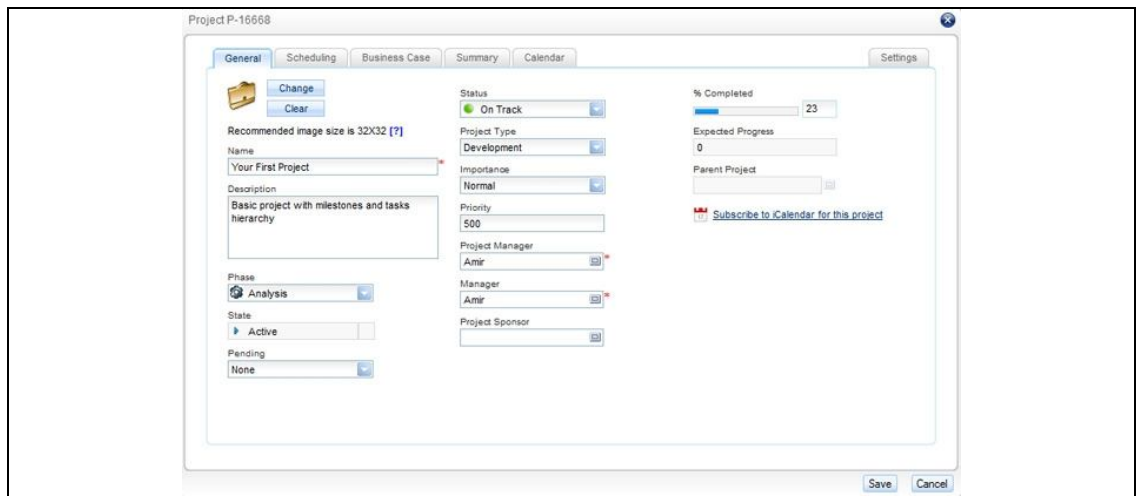 Project P-16668
General
Scheduling
Business Case
Summary
Calendar
Settings
Change
Clear
Recommended image size is 32X32 [?]
Name
Your First Project *
Description
Basic project with milestones and tasks
hierarchy
Phase
Analysis
State
Active
Pending
None
Status
On Track
Project Type
Development
Importance
Normal
Priority
500
Project Manager
Amir *
Manager
Amir *
Project Sponsor
% Completed
23
Expected Progress
0
Parent Project
Subscribe to iCalendar for this project
Save
Cancel